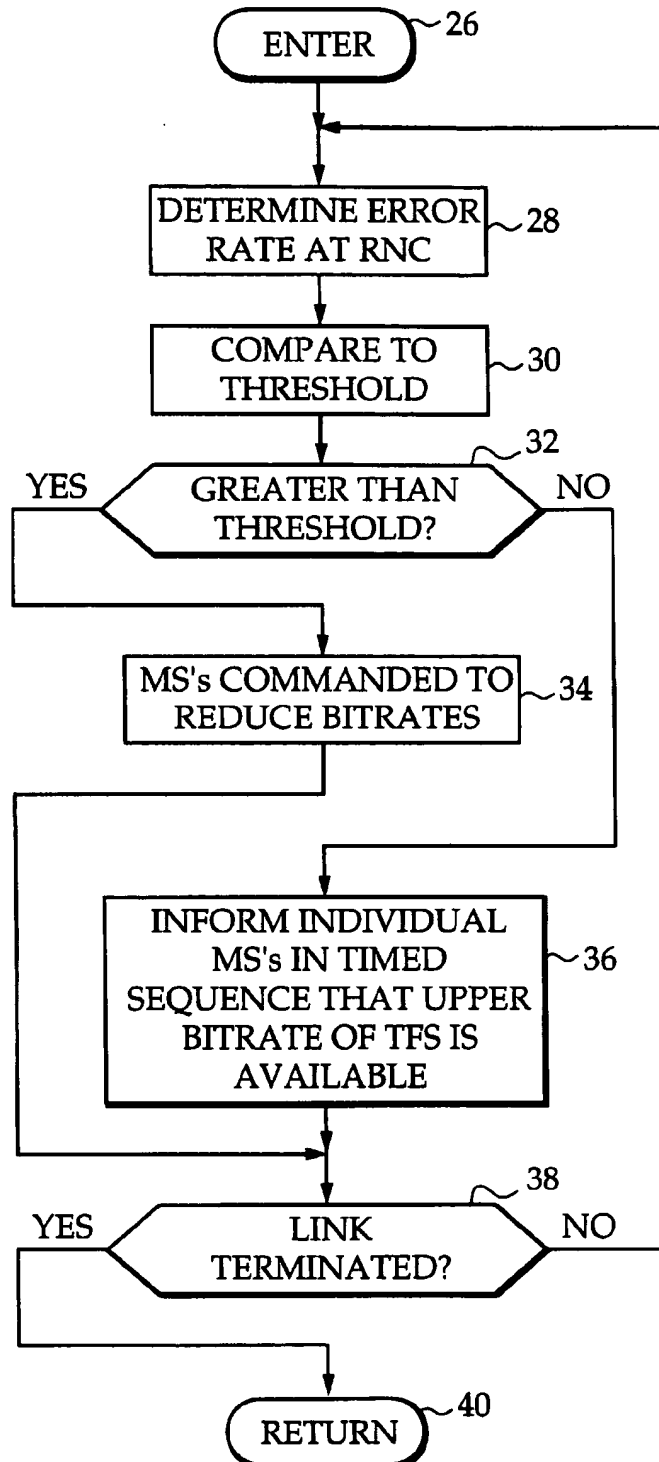 ENTER
26
DETERMINE ERROR
RATE AT RNC
28
COMPARE TO
THRESHOLD
30
32
YES
GREATER THAN
THRESHOLD?
NO
MS's COMMANDED TO
REDUCE BITRATES
34
INFORM INDIVIDUAL
MS's IN TIMED
SEQUENCE THAT UPPER
BITRATE OF TFS IS
AVAILABLE
36
38
YES
LINK
TERMINATED?
NO
RETURN
40